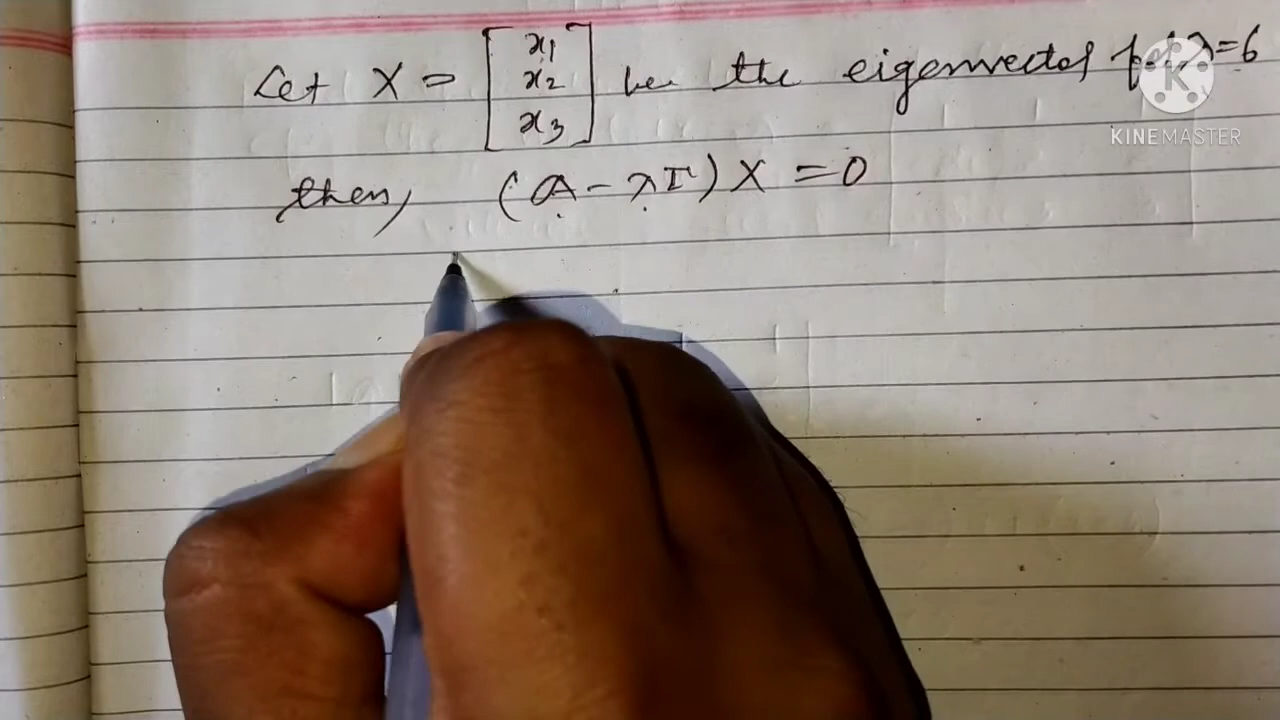 Let X = [x1 x2 x3] be the eigenvector for λ=6
then, (A - λI) X = 0
K
KINEMASTER